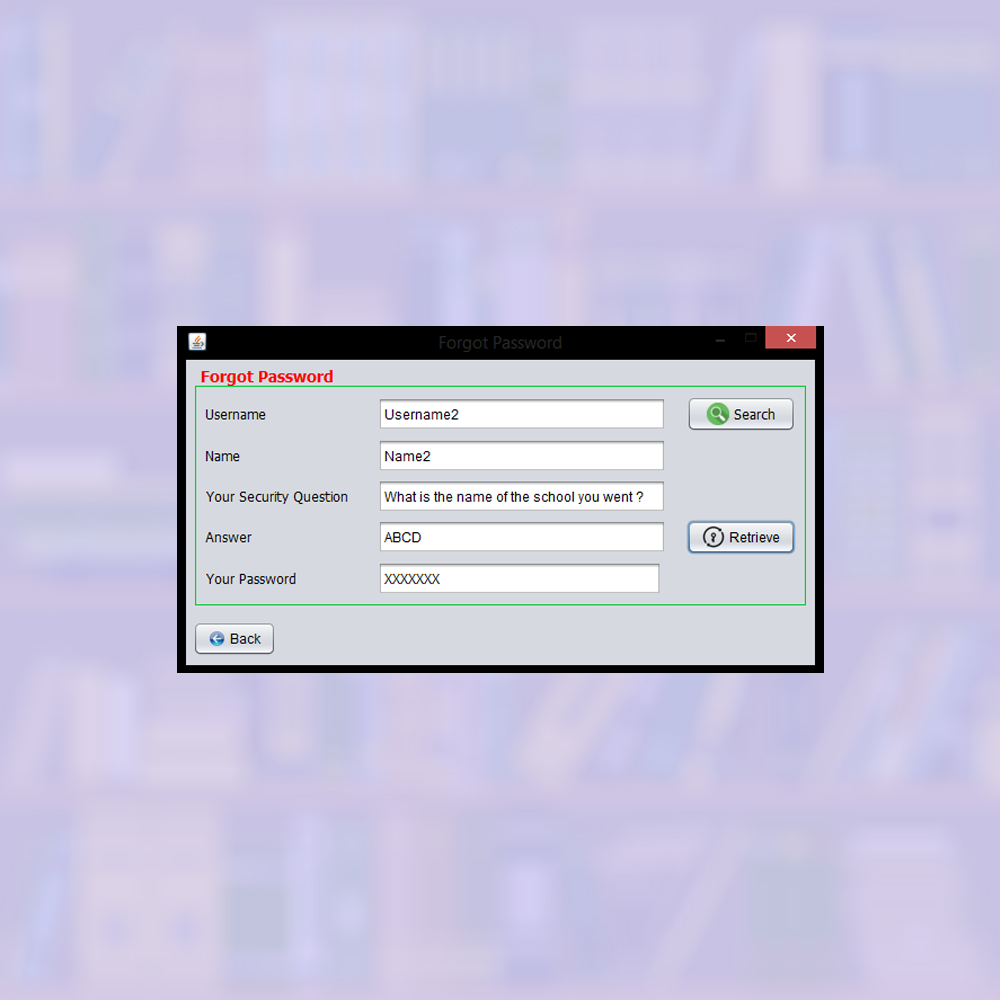 Forgot Password
Forgot Password
Username Username2 Search
Name Name2
Your Security Question What is the name of the school you went ?
Answer ABCD Retrieve
Your Password XXXXXXX
Back